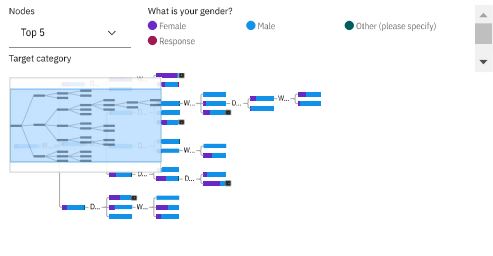 Nodes
What is your gender?
Top 5
Female
Male
Other (please specify)
Response
Target category
W...
D...
W...
W...
D...
D...
D...
W...